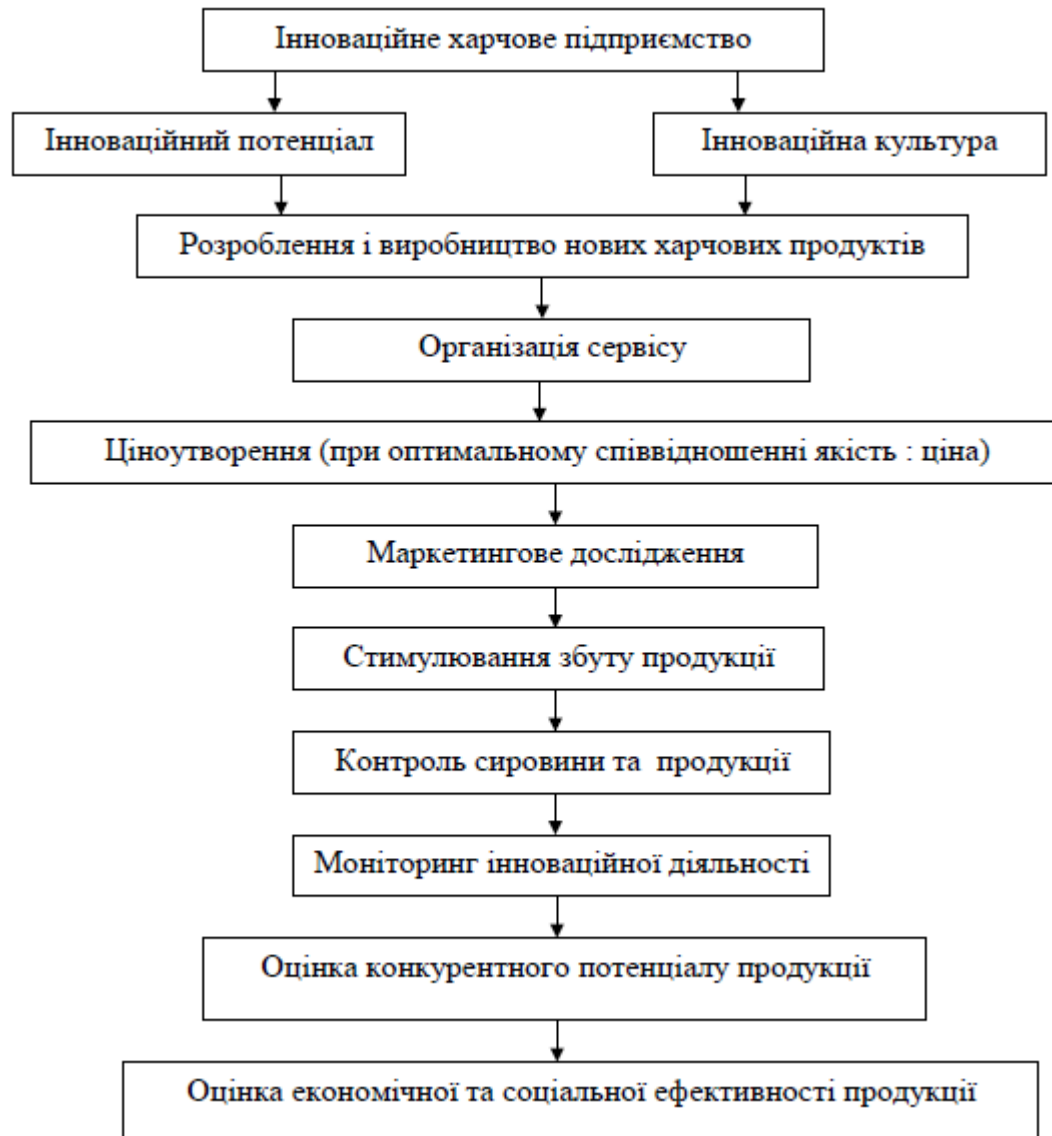 Інноваційне харчове підприємство
Інноваційний потенціал
Інноваційна культура
Розроблення і виробництво нових харчових продуктів
Організація сервісу
Ціноутворення (при оптимальному співвідношенні якість : ціна)
Маркетингове дослідження
Стимулювання збуту продукції
Контроль сировини та продукції
Моніторинг інноваційної діяльності
Оцінка конкурентного потенціалу продукції
Оцінка економічної та соціальної ефективності продукції